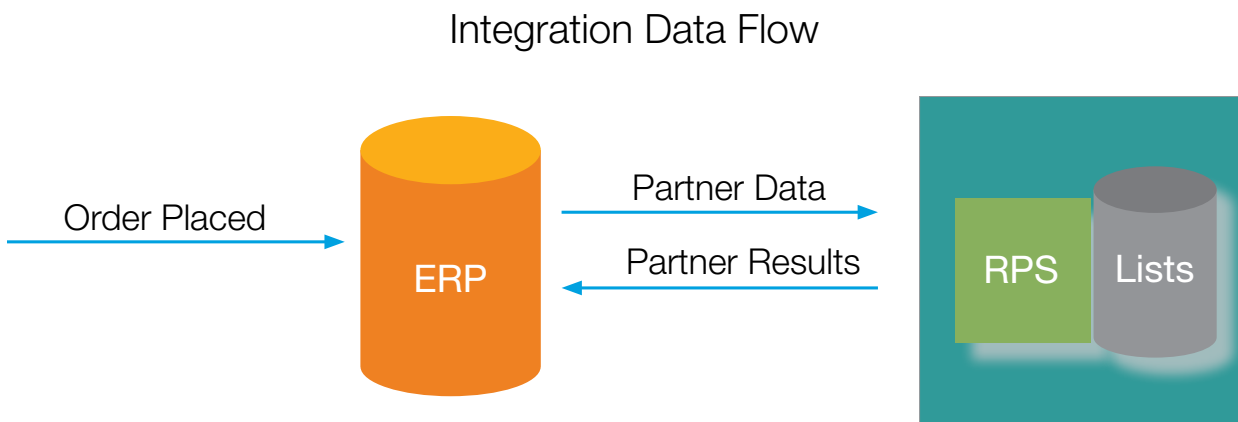 Integration Data Flow
Order Placed
ERP
Partner Data
Partner Results
RPS
Lists